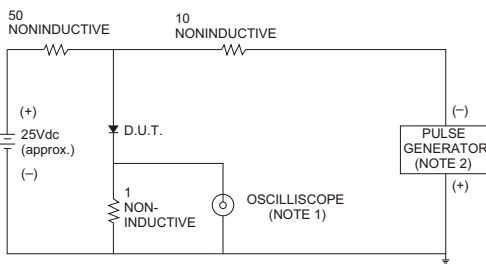 50
NONINDUCTIVE
10
NONINDUCTIVE
(+)
25Vdc
(approx.)
(–)
D.U.T.
1
NON-
INDUCTIVE
OSCILLISCOPE
(NOTE 1)
(–)
PULSE
GENERATOR
(NOTE 2)
(+)